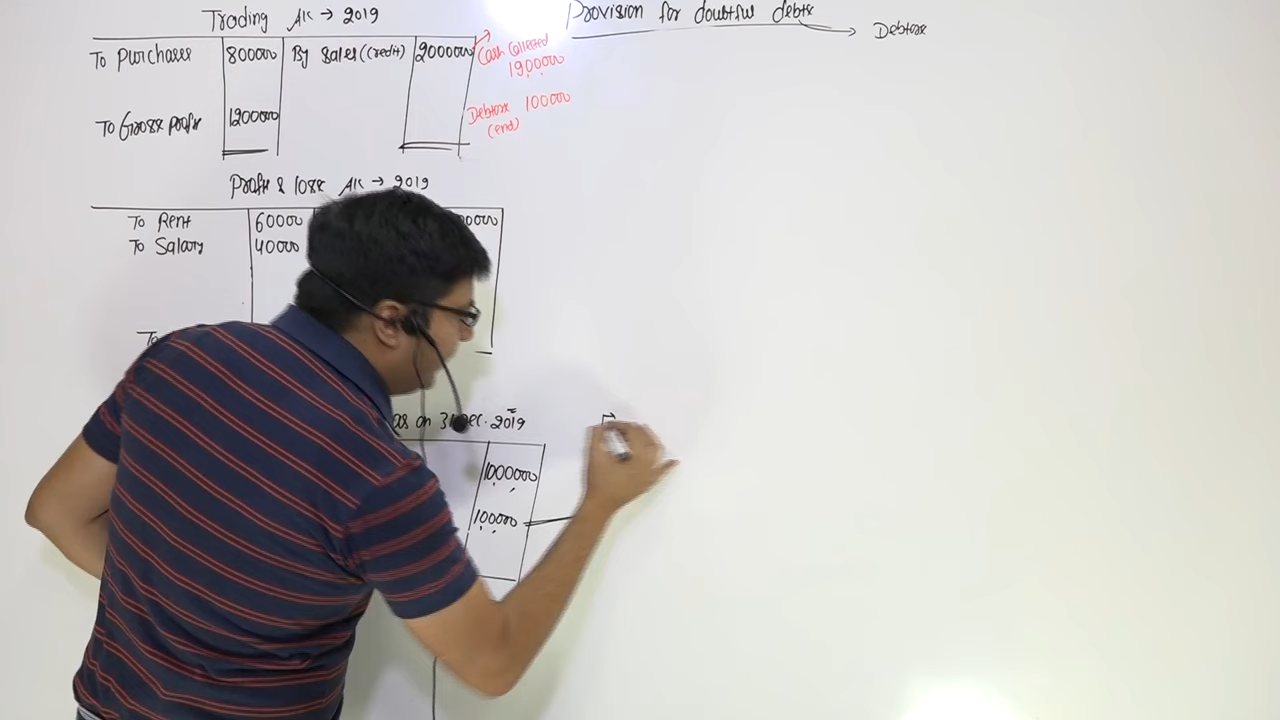 Trading A/c → 2019
To Purchases 800000 By Sales (Credit) 2000000
To Gross Profit 1200000
Cash Collected
1900000
Debtors 100000
(end)
Profit & loss A/c → 2019
To Rent 60000
To Salary 40000
To
as on 31 Dec. 2019
1000000
100000
Provision for doubtful debts
→ Debtors